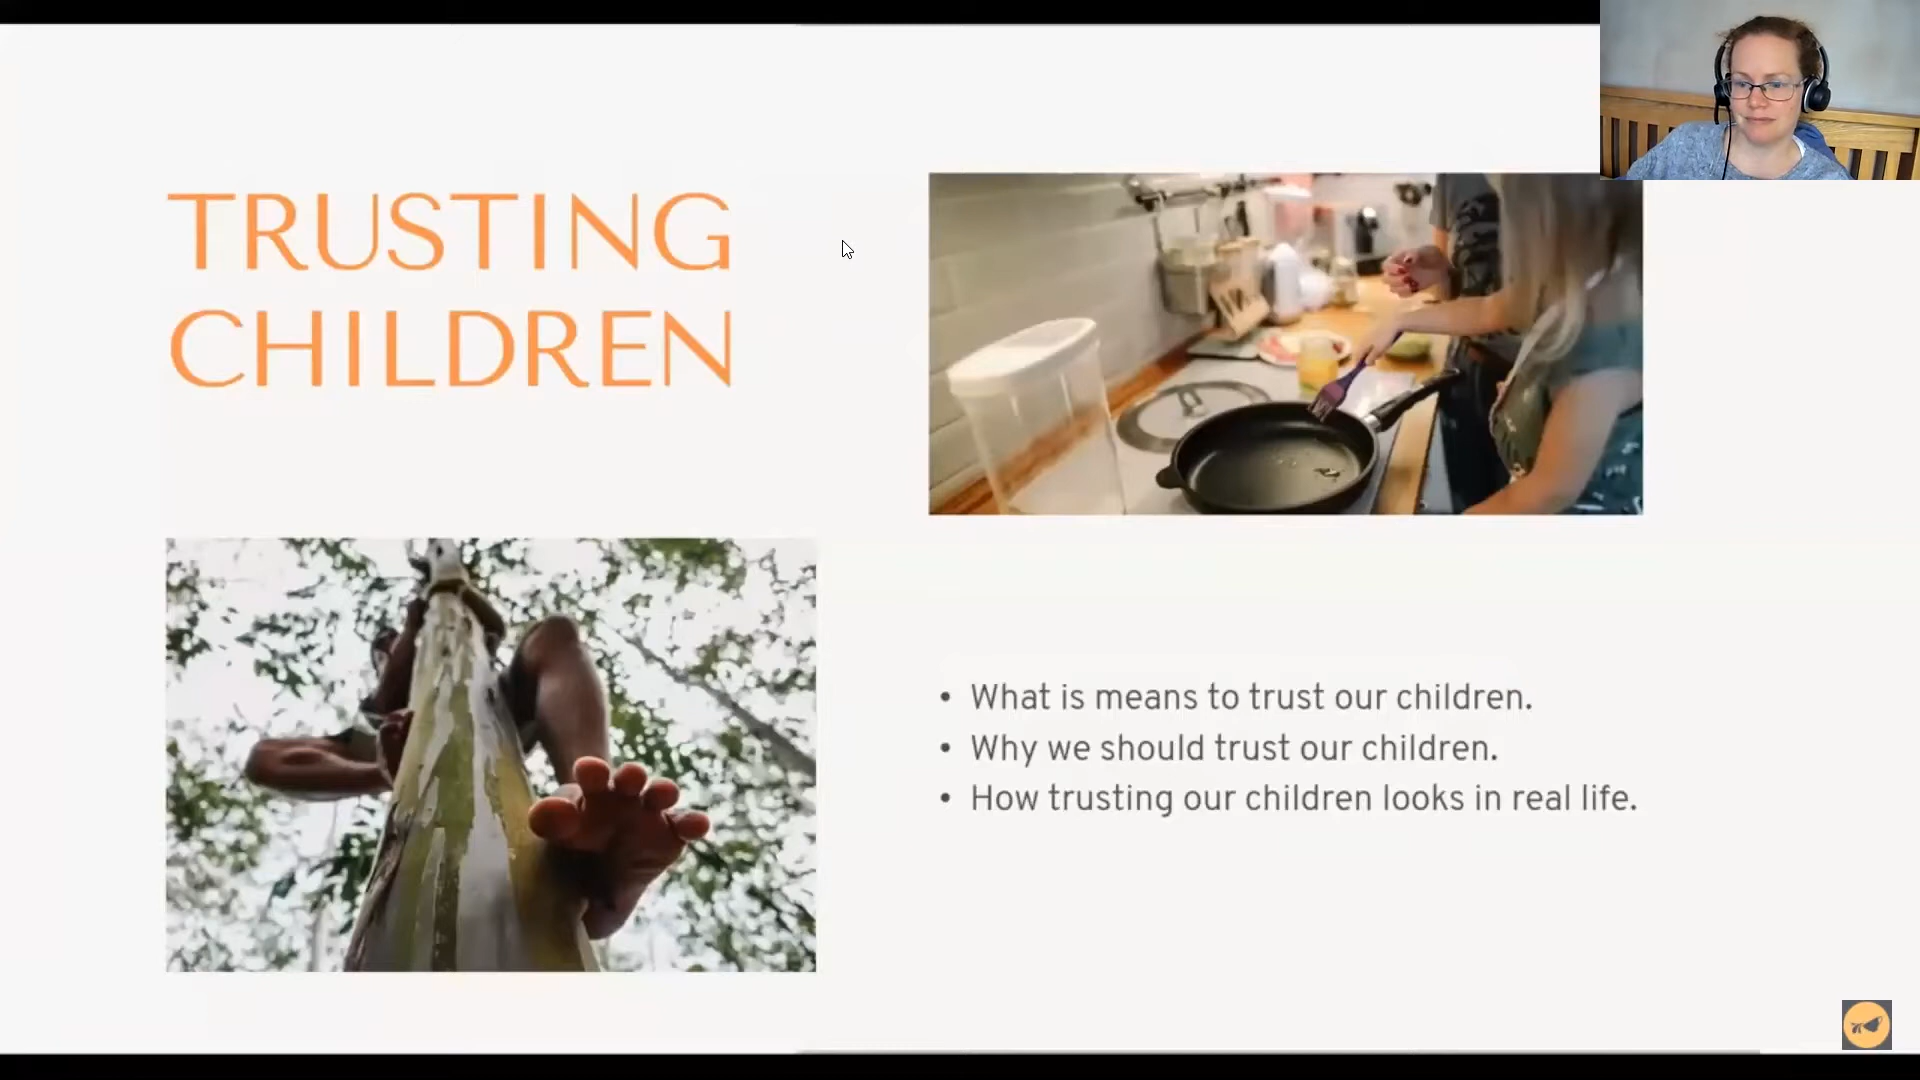 TRUSTING
CHILDREN
• What is means to trust our children.
• Why we should trust our children.
• How trusting our children looks in real life.